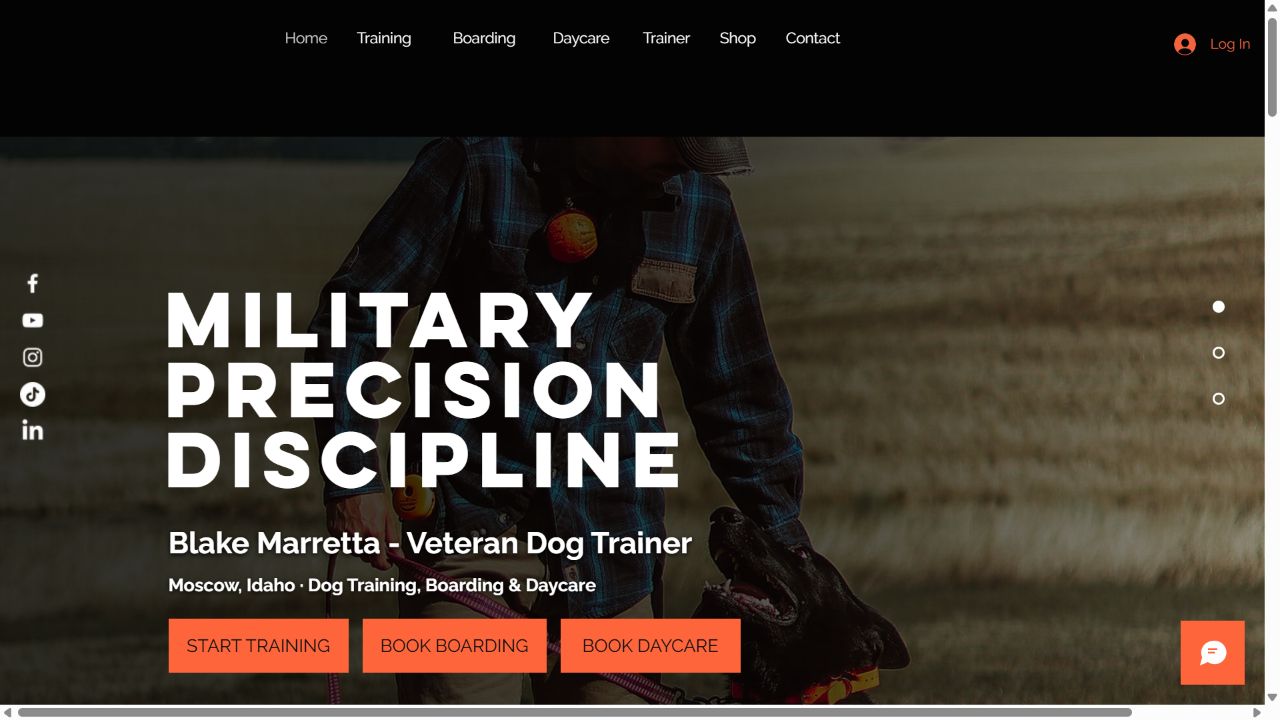 Home
Training
Boarding
Daycare
Trainer
Shop
Contact
Log In
MILITARY
PRECISION
DISCIPLINE
Blake Marretta - Veteran Dog Trainer
Moscow, Idaho · Dog Training, Boarding & Daycare
START TRAINING
BOOK BOARDING
BOOK DAYCARE